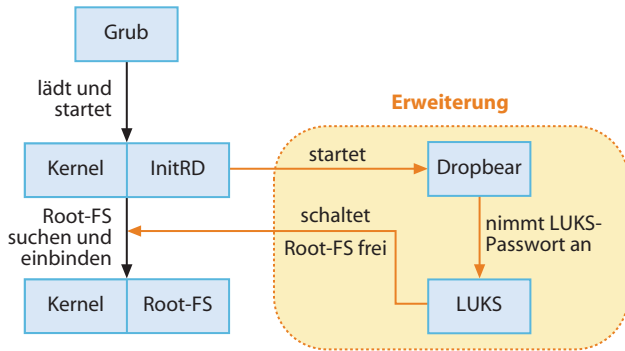 Grub
lädt und
startet
Erweiterung
Kernel
InitRD
startet
Dropbear
Root-FS
suchen und
einbinden
schaltet
Root-FS frei
nimmt LUKS-
Passwort an
Kernel
Root-FS
LUKS